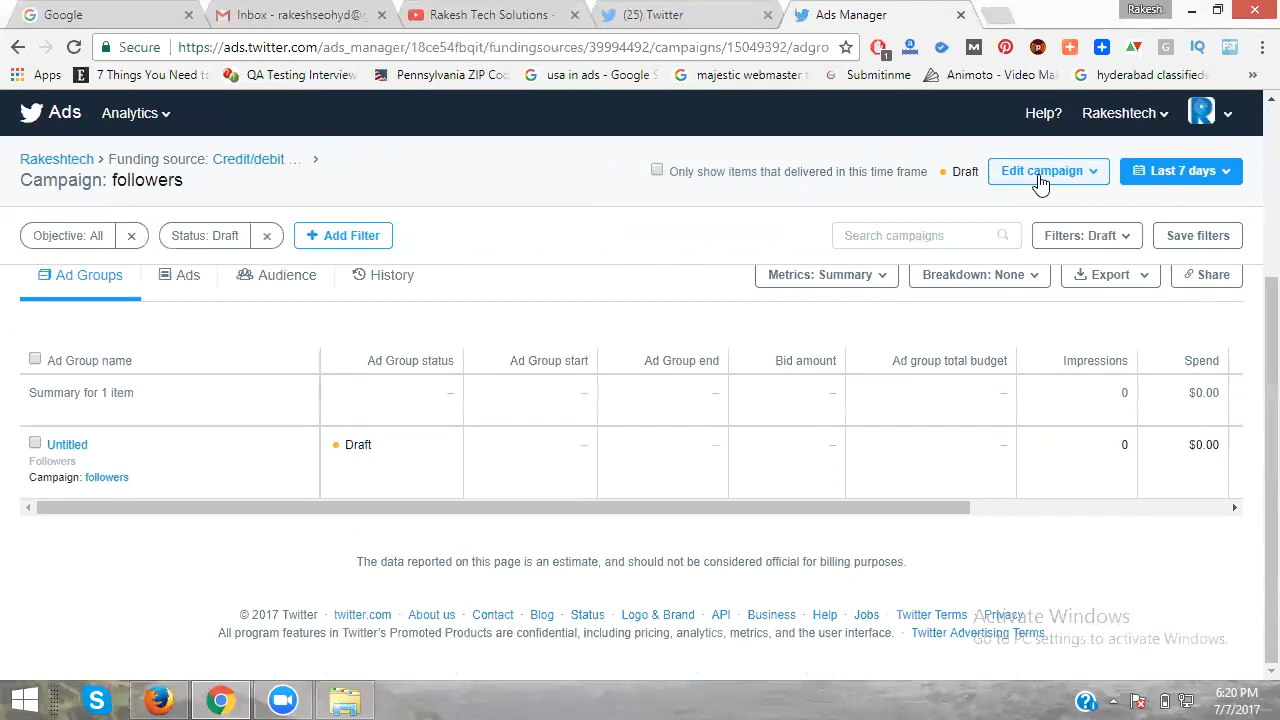 Google
Inbox - rakeshseohyd@
Rakesh Tech Solutions
(25) Twitter
Ads Manager
Rakesh
Secure
https://ads.twitter.com/ads_manager/18ce54fbqit/fundingsources/39994492/campaigns/15049392/adgro
Apps
7 Things You Need to
QA Testing Interview
Pennsylvania ZIP Co
usa in ads - Google S
majestic webmaster
Submitinme
Animoto - Video Ma
hyderabad classified
Ads
Analytics
Help?
Rakeshtech
Rakeshtech > Funding source: Credit/debit ... >
Campaign: followers
Only show items that delivered in this time frame
Draft
Edit campaign
Last 7 days
Objective: All
Status: Draft
Add Filter
Search campaigns
Filters: Draft
Save filters
Ad Groups
Ads
Audience
History
Metrics: Summary
Breakdown: None
Export
Share
Ad Group name
Ad Group status
Ad Group start
Ad Group end
Bid amount
Ad group total budget
Impressions
Spend
Summary for 1 item
–
–
–
–
–
0
$0.00
Untitled
Draft
–
–
–
–
0
$0.00
Followers
Campaign: followers
The data reported on this page is an estimate, and should not be considered official for billing purposes.
© 2017 Twitter · twitter.com · About us · Contact · Blog · Status · Logo & Brand · API · Business · Help · Jobs · Twitter Terms · Privacy
All program features in Twitter's Promoted Products are confidential, including pricing, analytics, metrics, and the user interface. · Twitter Advertising Terms
Activate Windows
Go to PC settings to activate Windows.
6:20 PM
7/7/2017